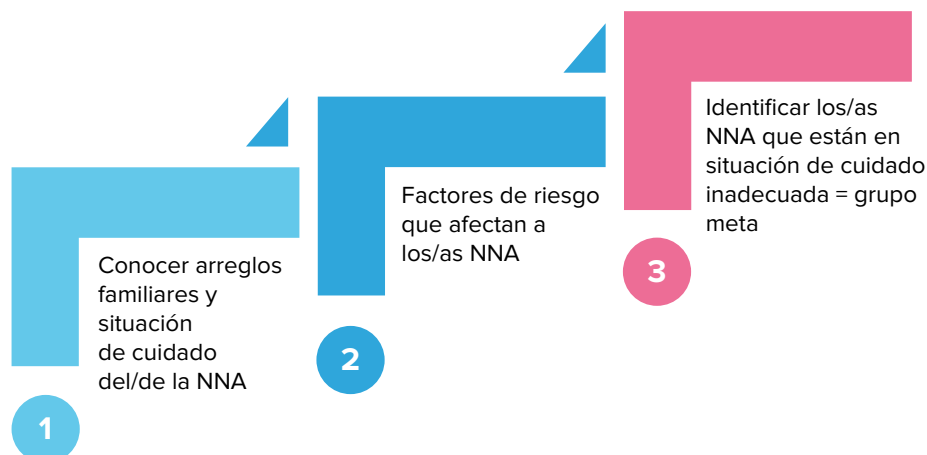 Conocer arreglos
familiares y
situación
de cuidado
del/de la NNA
1
Factores de riesgo
que afectan a
los/as NNA
2
Identificar los/as
NNA que están en
situación de cuidado
inadecuada = grupo
meta
3